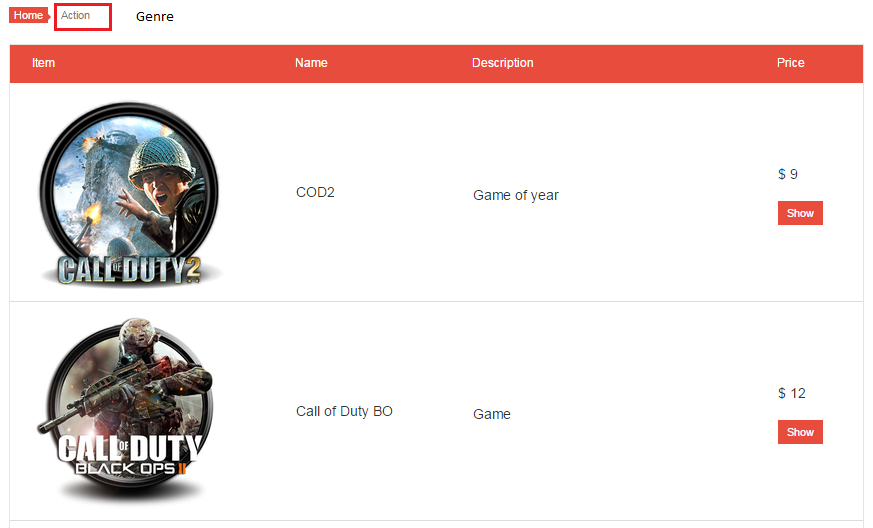 Home Action Genre
Item Name Description Price
CALL OF DUTY 2
COD2 Game of year $ 9
Show
CALL OF DUTY
BLACK OPS II
Call of Duty BO Game $ 12
Show